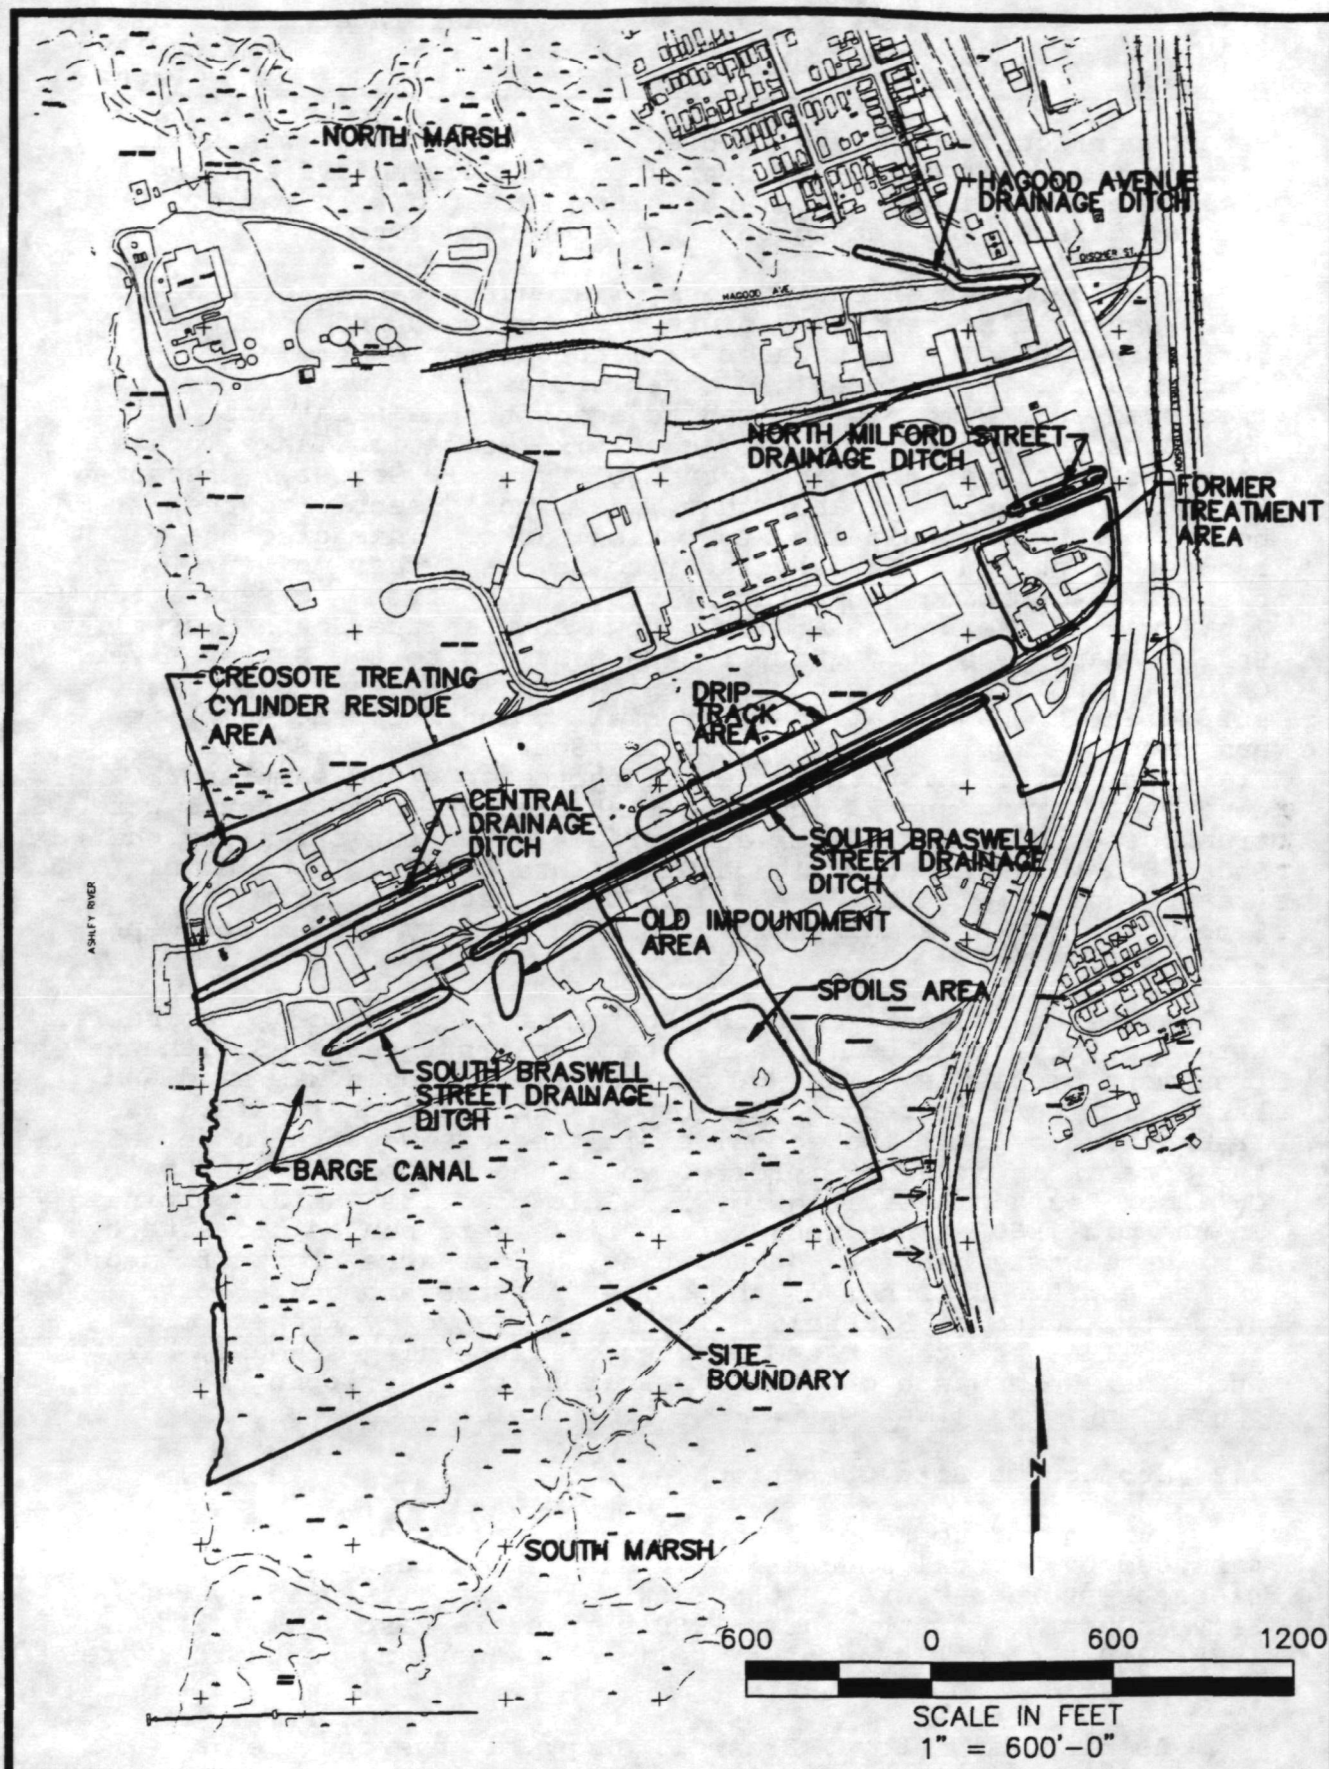 NORTH MARSH
HAGOOD AVENUE
DRAINAGE DITCH
DISCHER ST.
HAGOOD AVE.
NORTH MILFORD STREET
DRAINAGE DITCH
FORMER
TREATMENT
AREA
CREOSOTE TREATING
CYLINDER RESIDUE
AREA
DRIP
TRACK
AREA
CENTRAL
DRAINAGE
DITCH
SOUTH BRASWELL
STREET DRAINAGE
DITCH
ASHLEY RIVER
OLD IMPOUNDMENT
AREA
SPOILS AREA
SOUTH BRASWELL
STREET DRAINAGE
DITCH
BARGE CANAL
SITE
BOUNDARY
N
SOUTH MARSH
600 0 600 1200
SCALE IN FEET
1" = 600'-0"